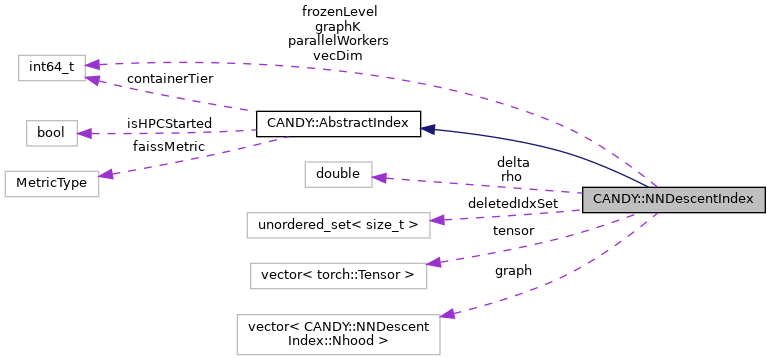 frozenLevel
graphK
parallelWorkers
vecDim
int64_t
containerTier
CANDY::AbstractIndex
isHPCStarted
bool
faissMetric
MetricType
delta
rho
double
CANDY::NNDescentIndex
deletedIdxSet
unordered_set< size_t >
tensor
vector< torch::Tensor >
graph
vector< CANDY::NNDescent
Index::Nhood >